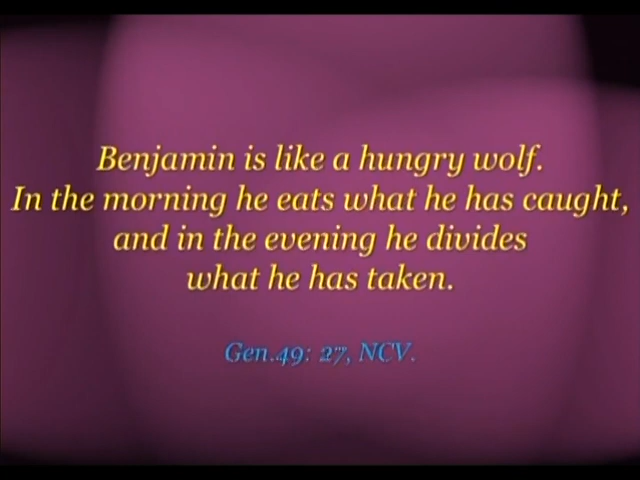 Benjamin is like a hungry wolf.
In the morning he eats what he has caught,
and in the evening he divides
what he has taken.
Gen.49: 27, NCV.